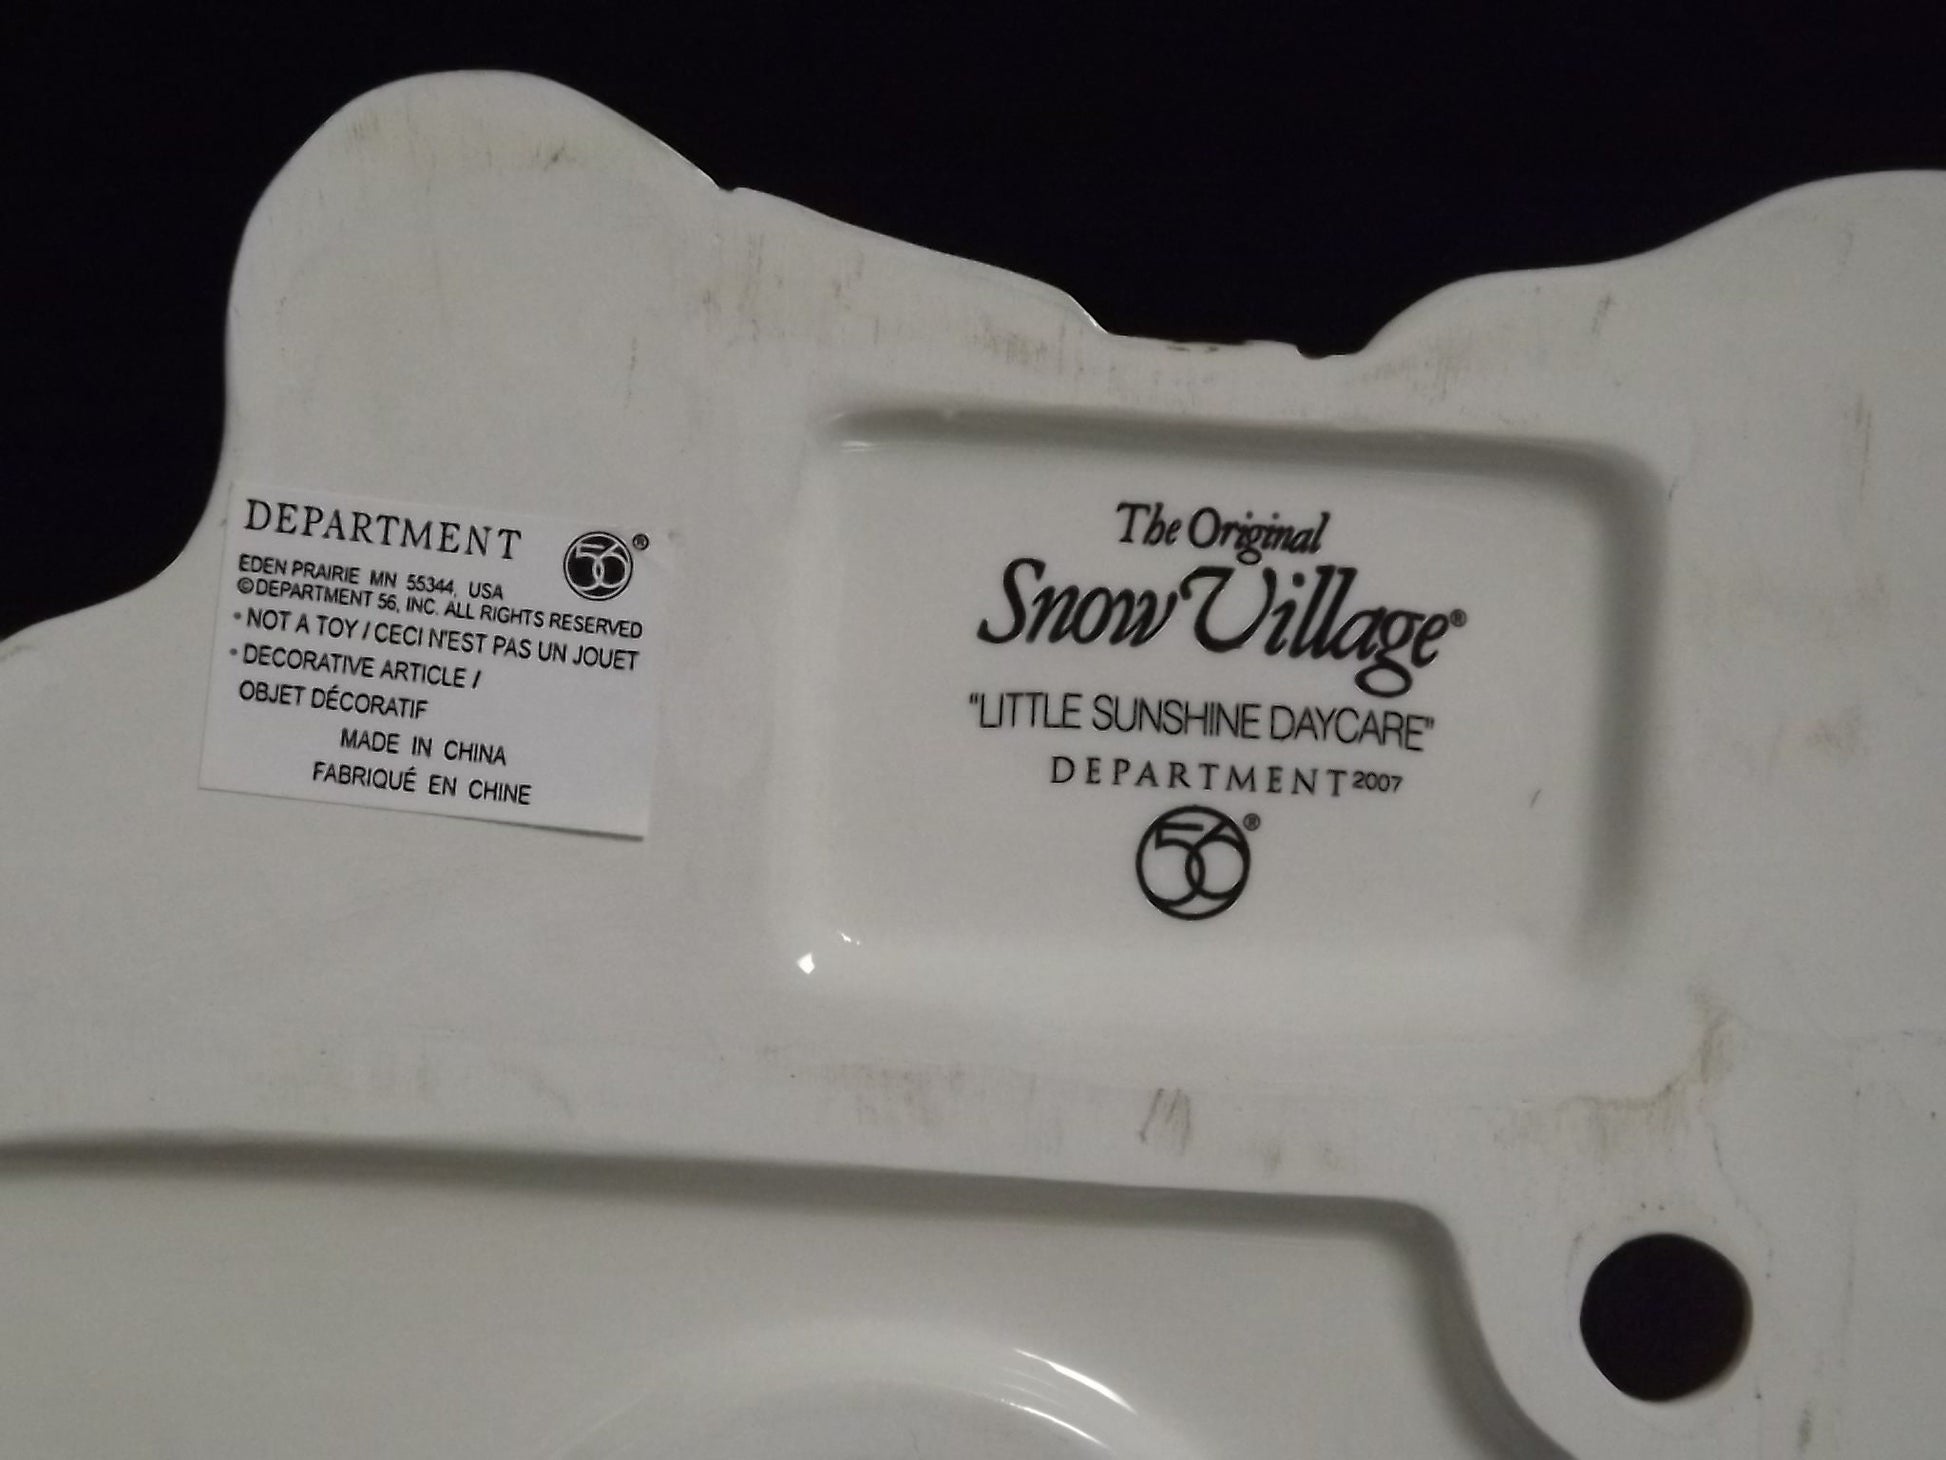 DEPARTMENT 56®
EDEN PRAIRIE MN 55344, USA
©DEPARTMENT 56, INC. ALL RIGHTS RESERVED
• NOT A TOY / CECI N'EST PAS UN JOUET
• DECORATIVE ARTICLE /
OBJET DÉCORATIF
MADE IN CHINA
FABRIQUÉ EN CHINE
The Original
Snow Village®
"LITTLE SUNSHINE DAYCARE"
DEPARTMENT 2007
56®